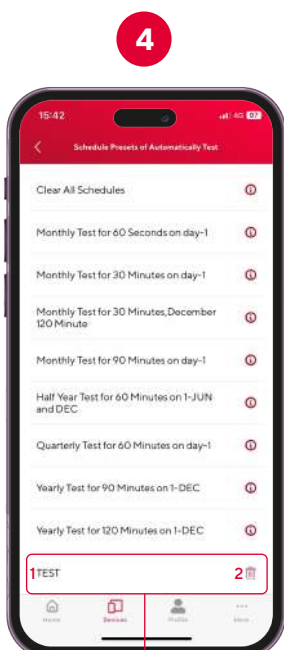 4
15:42
4G 97
Schedule Presets of Automatically Test
Clear All Schedules
Monthly Test for 60 Seconds on day-1
Monthly Test for 30 Minutes on day-1
Monthly Test for 30 Minutes,December
120 Minute
Monthly Test for 90 Minutes on day-1
Half Year Test for 60 Minutes on 1-JUN
and DEC
Quarterly Test for 60 Minutes on day-1
Yearly Test for 90 Minutes on 1-DEC
Yearly Test for 120 Minutes on 1-DEC
1 TEST 2
Home Devices Profile More